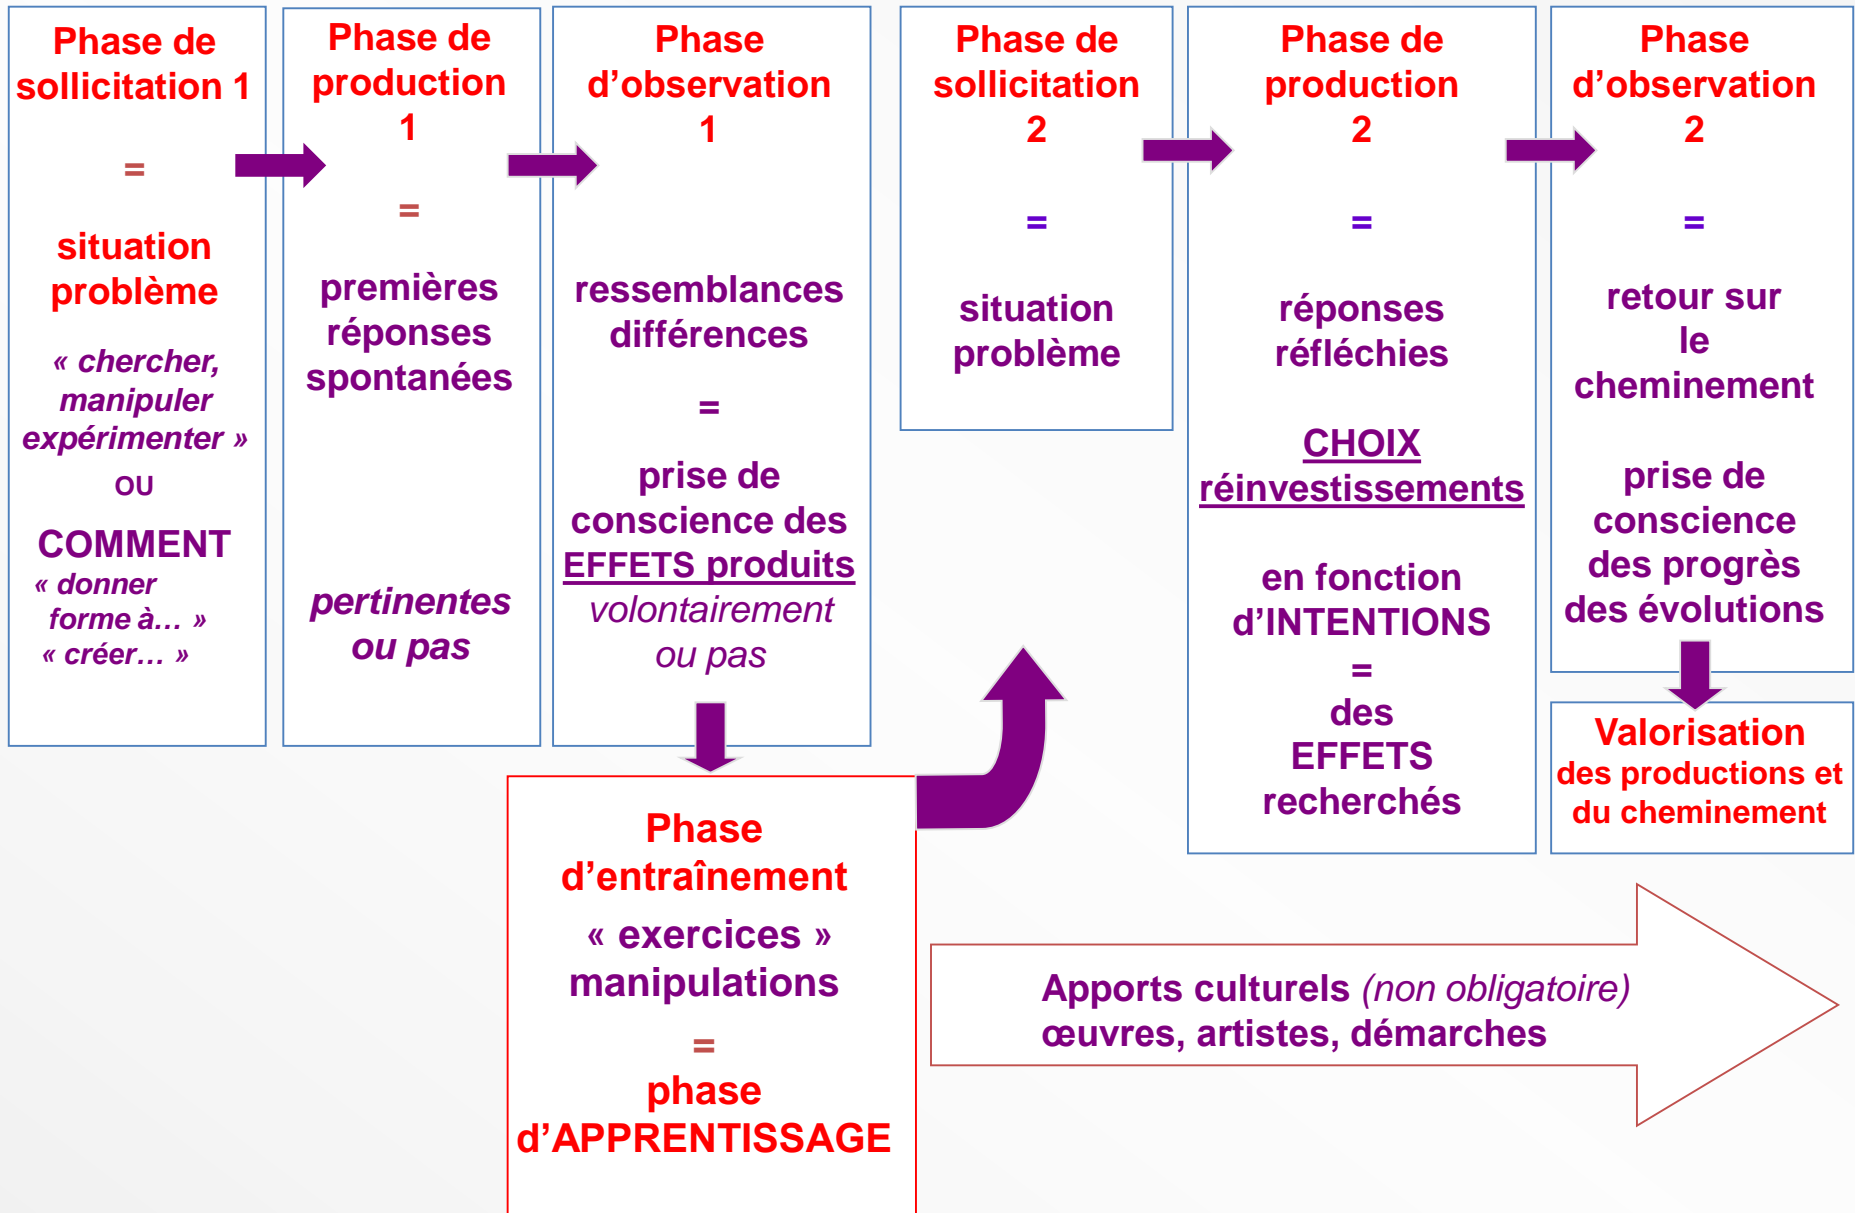 Phase de
sollicitation 1
=
situation
problème
« chercher,
manipuler
expérimenter »
OU
COMMENT
« donner
forme à… »
« créer… »
Phase de
production
1
=
premières
réponses
spontanées
pertinentes
ou pas
Phase
d’observation
1
ressemblances
différences
=
prise de
conscience des
EFFETS produits
volontairement
ou pas
Phase
d’entraînement
« exercices »
manipulations
=
phase
d’APPRENTISSAGE
Phase de
sollicitation
2
=
situation
problème
Phase de
production
2
=
réponses
réfléchies
CHOIX
réinvestissements
en fonction
d’INTENTIONS
=
des
EFFETS
recherchés
Phase
d’observation
2
=
retour sur
le
cheminement
prise de
conscience
des progrès
des évolutions
Valorisation
des productions et
du cheminement
Apports culturels (non obligatoire)
œuvres, artistes, démarches